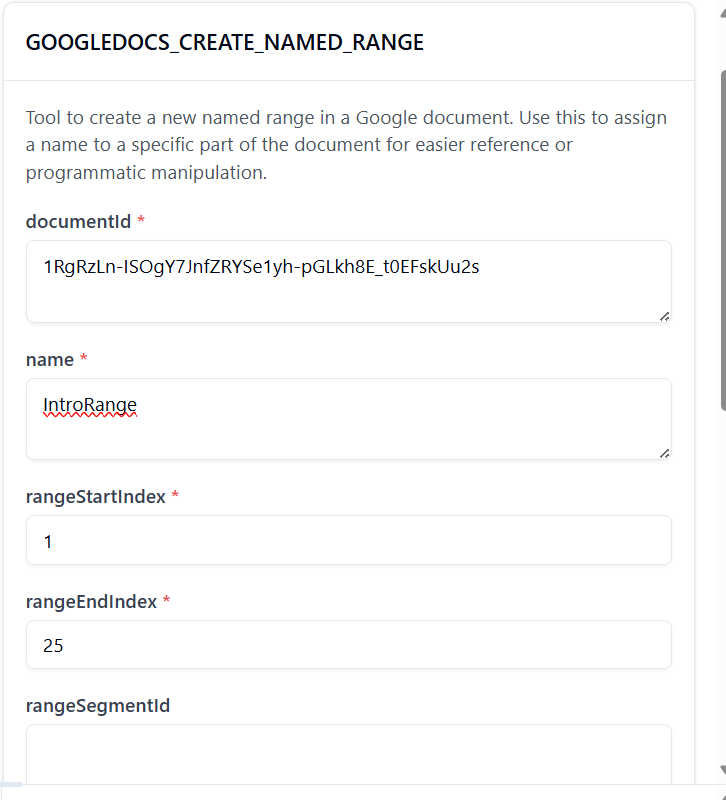 GOOGLEDOCS_CREATE_NAMED_RANGE
Tool to create a new named range in a Google document. Use this to assign
a name to a specific part of the document for easier reference or
programmatic manipulation.
documentId *
1RgRzLn-ISOgY7JnfZRYSe1yh-pGLkh8E_t0EFskUu2s
name *
IntroRange
rangeStartIndex *
1
rangeEndIndex *
25
rangeSegmentId